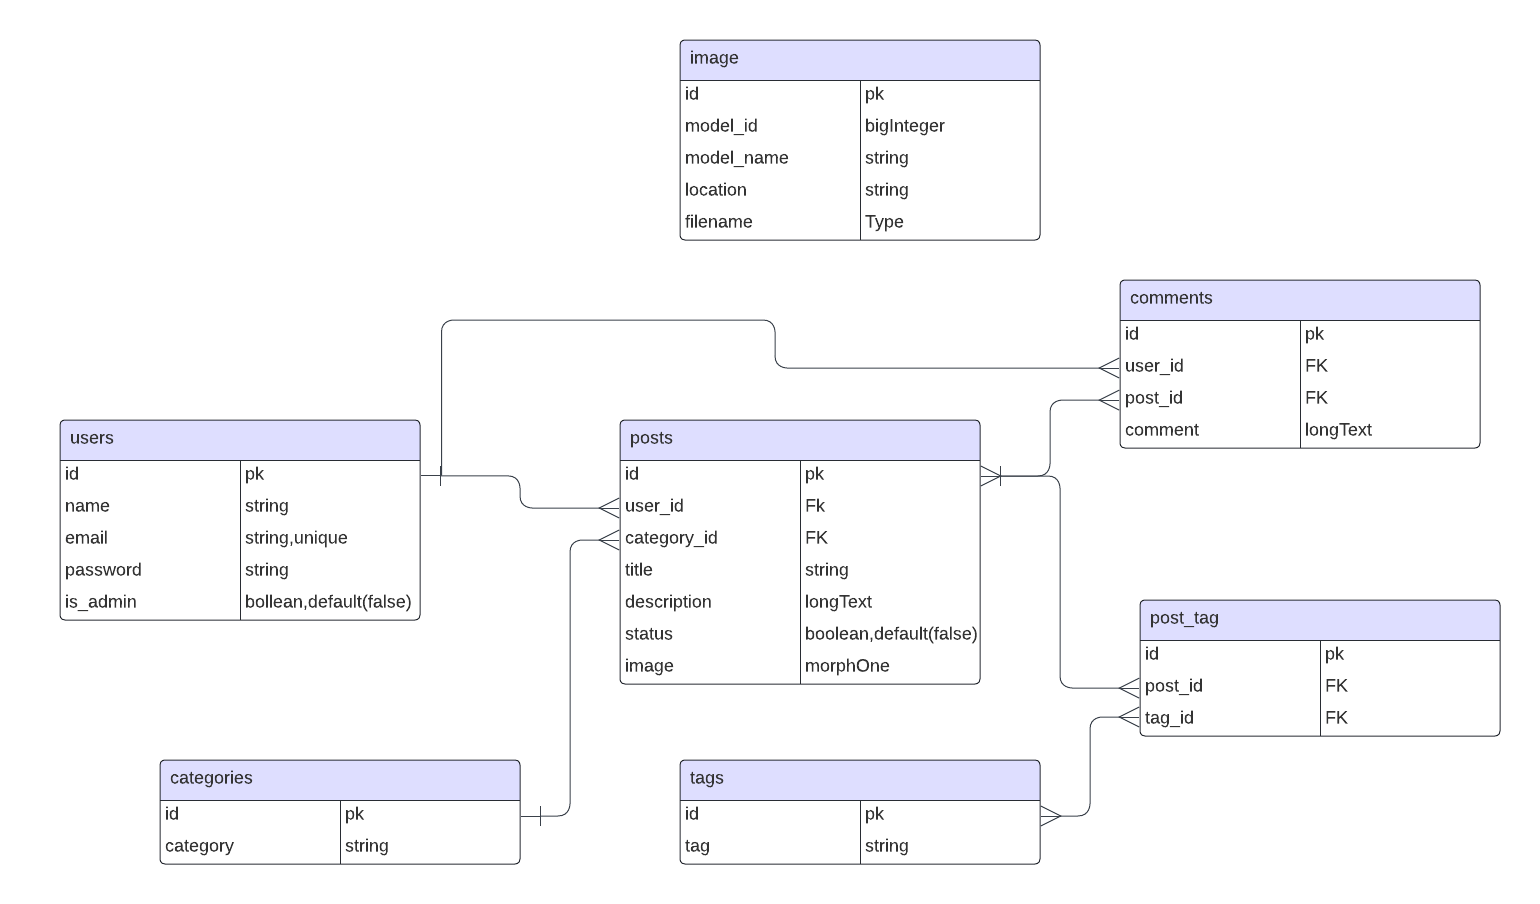 image
id pk
model_id bigInteger
model_name string
location string
filename Type
comments
id pk
user_id FK
post_id FK
comment longText
users
id pk
name string
email string,unique
password string
is_admin bollean,default(false)
posts
id pk
user_id Fk
category_id FK
title string
description longText
status boolean,default(false)
image morphOne
post_tag
id pk
post_id FK
tag_id FK
categories
id pk
category string
tags
id pk
tag string